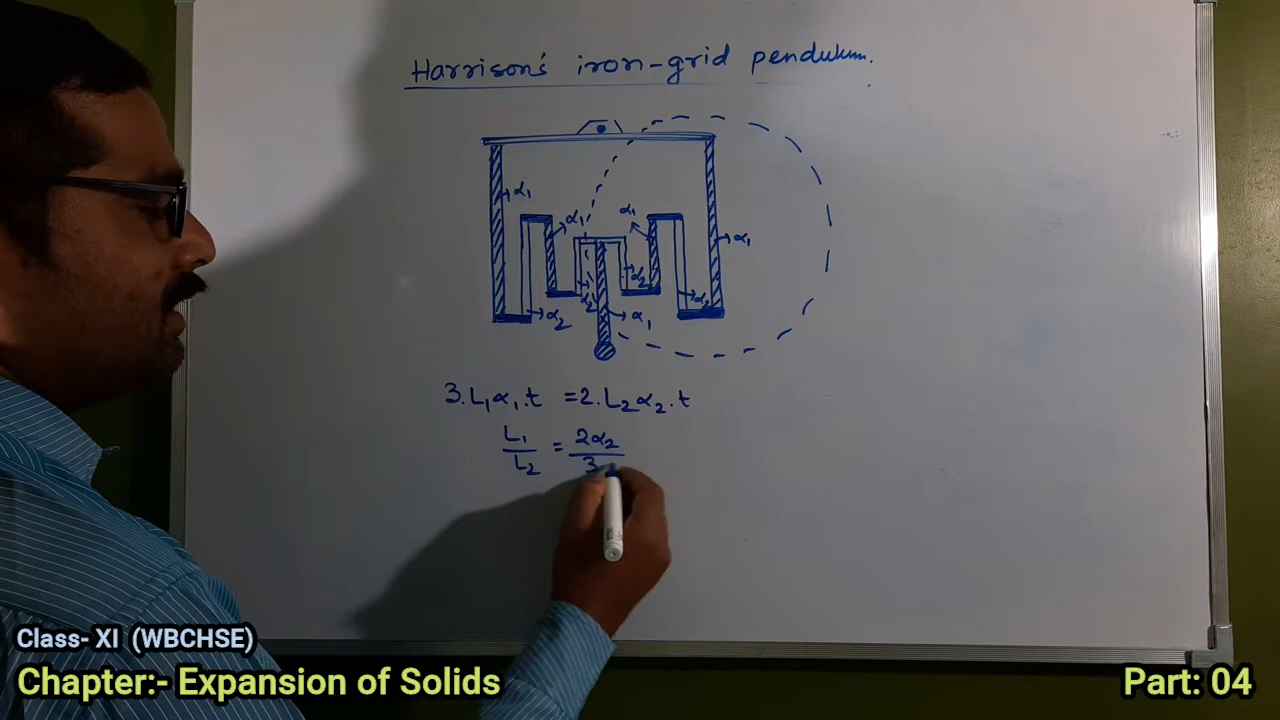 Harrison's iron-grid pendulum.
α₁
α₁
α₁
α₁
α₂
α₂
α₂
α₂
α₁
3.L₁α₁.t = 2.L₂α₂.t
L₁/L₂ = 2α₂/3
Class- XI (WBCHSE)
Chapter:- Expansion of Solids
Part: 04